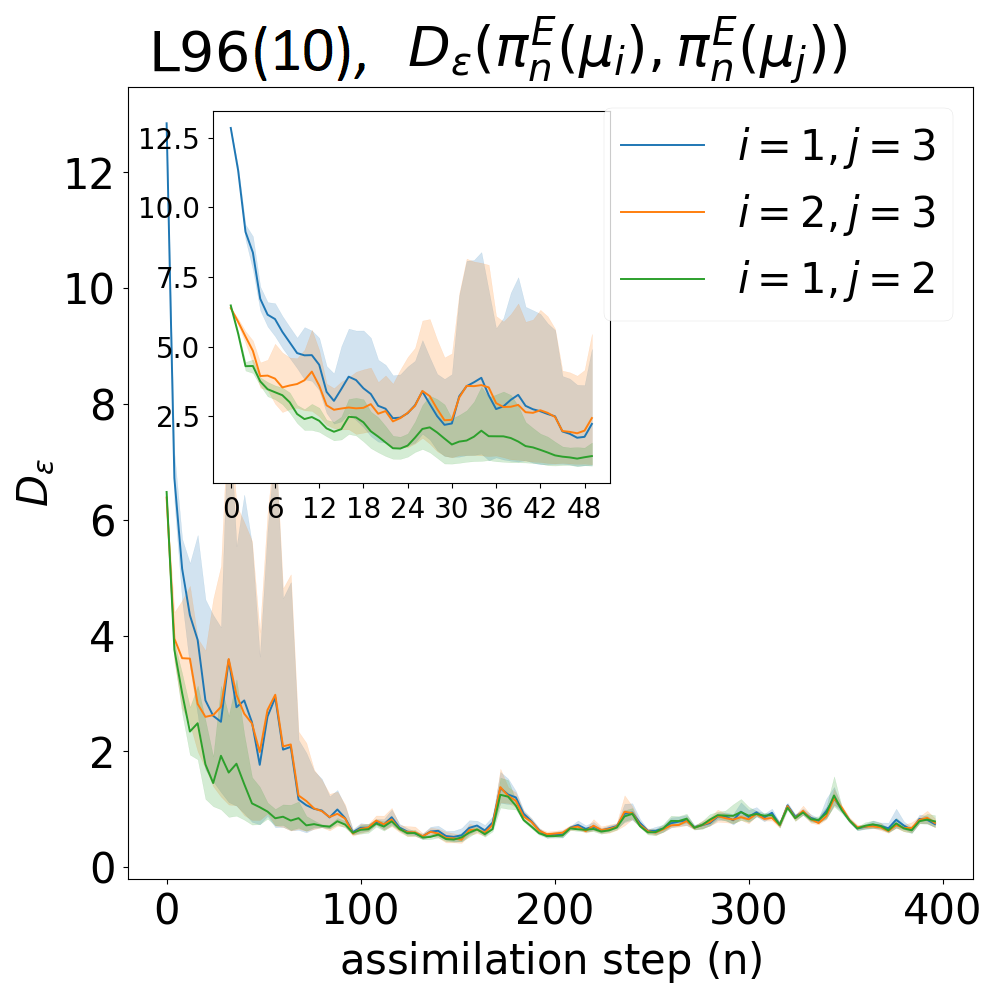 L96(10), D_ε(π_n^E(μ_i), π_n^E(μ_j))
i = 1, j = 3
i = 2, j = 3
i = 1, j = 2
12.5
10.0
7.5
5.0
2.5
0 6 12 18 24 30 36 42 48
12
10
8
6
4
2
0
D_ε
0 100 200 300 400
assimilation step (n)